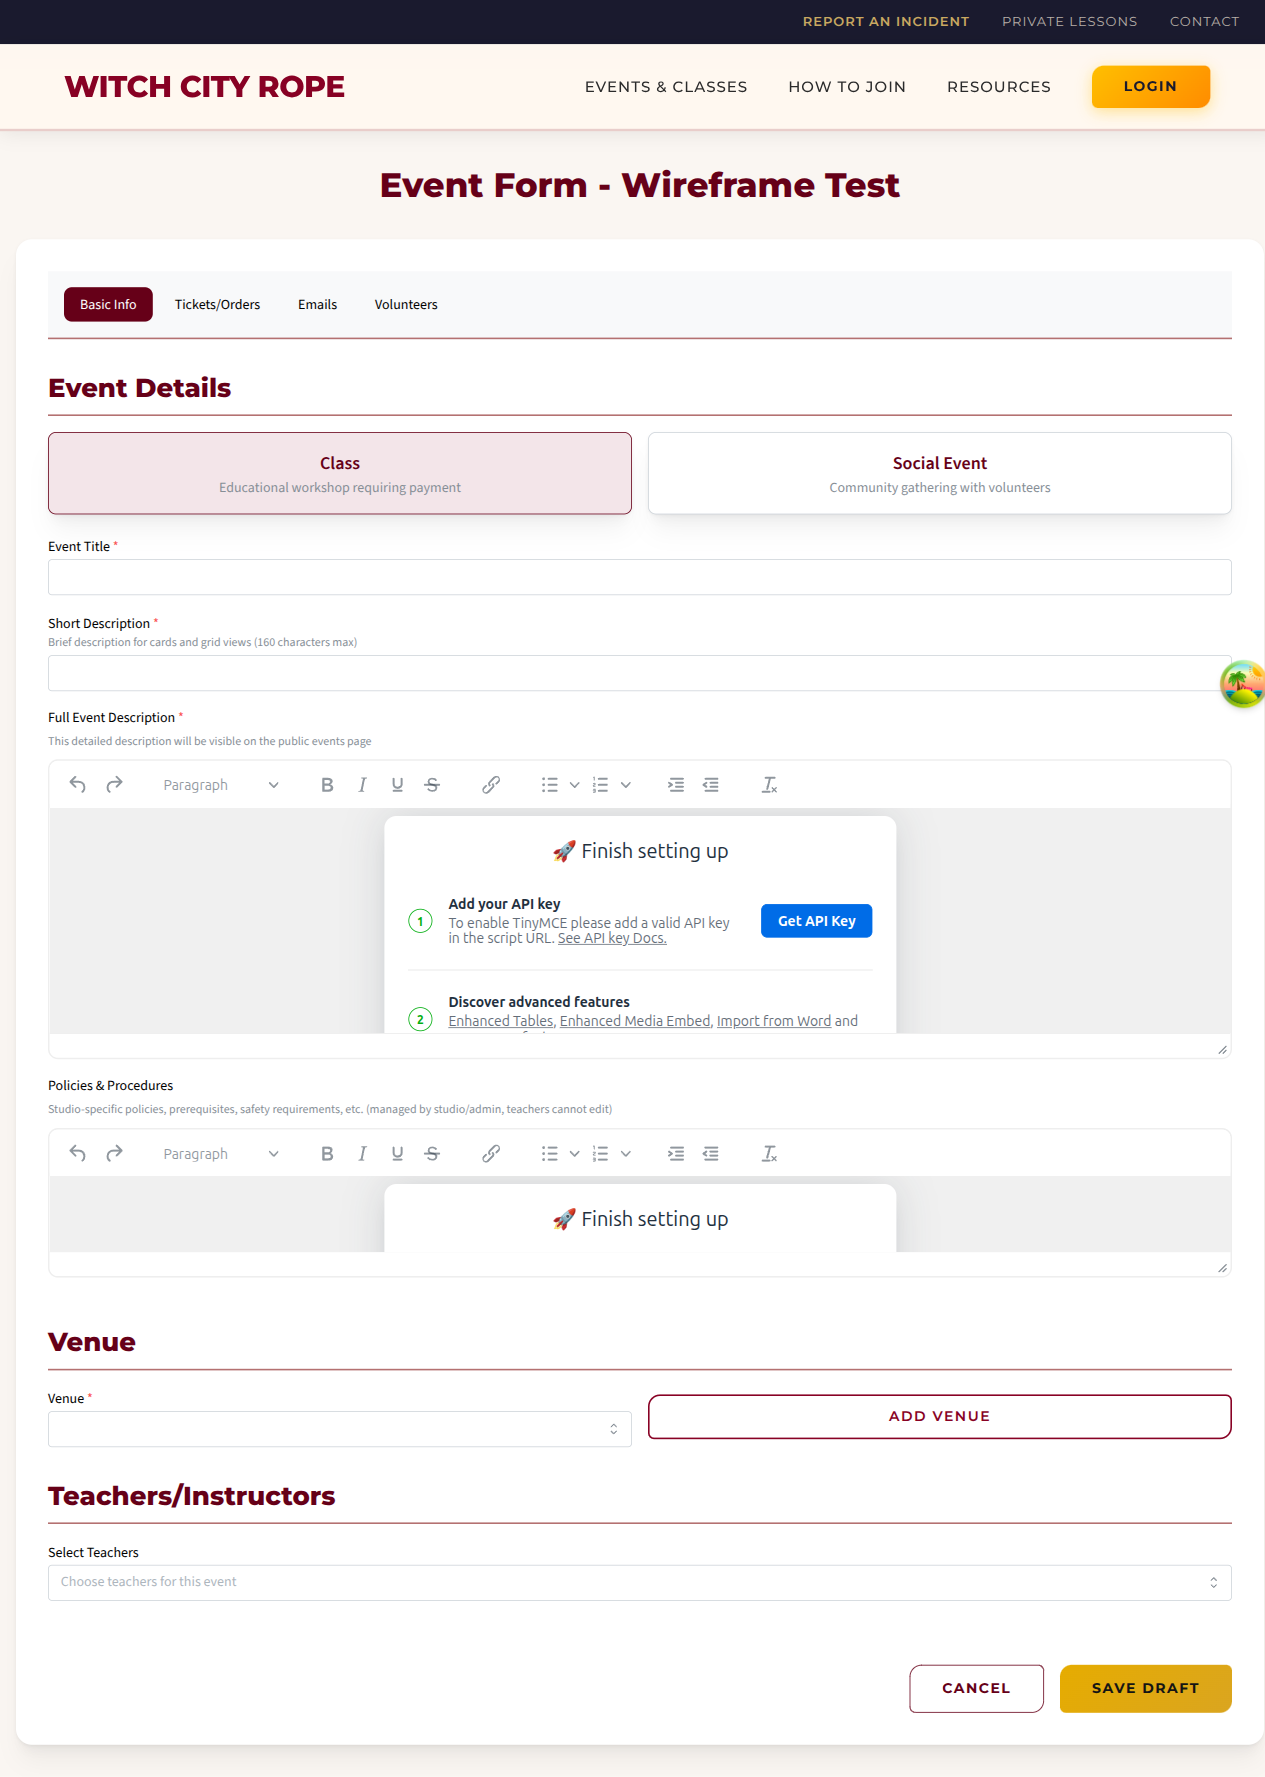 REPORT AN INCIDENT PRIVATE LESSONS CONTACT
WITCH CITY ROPE EVENTS & CLASSES HOW TO JOIN RESOURCES LOGIN
Event Form - Wireframe Test
Basic Info Tickets/Orders Emails Volunteers
Event Details
Class Social Event
Educational workshop requiring payment Community gathering with volunteers
Event Title *
Short Description *
Brief description for cards and grid views (160 characters max)
Full Event Description *
This detailed description will be visible on the public events page
Paragraph
🚀 Finish setting up
1 Add your API key
To enable TinyMCE please add a valid API key
in the script URL. See API key Docs.
Get API Key
2 Discover advanced features
Enhanced Tables, Enhanced Media Embed, Import from Word and
Policies & Procedures
Studio-specific policies, prerequisites, safety requirements, etc. (managed by studio/admin, teachers cannot edit)
Paragraph
🚀 Finish setting up
Venue
Venue *
ADD VENUE
Teachers/Instructors
Select Teachers
Choose teachers for this event
CANCEL SAVE DRAFT